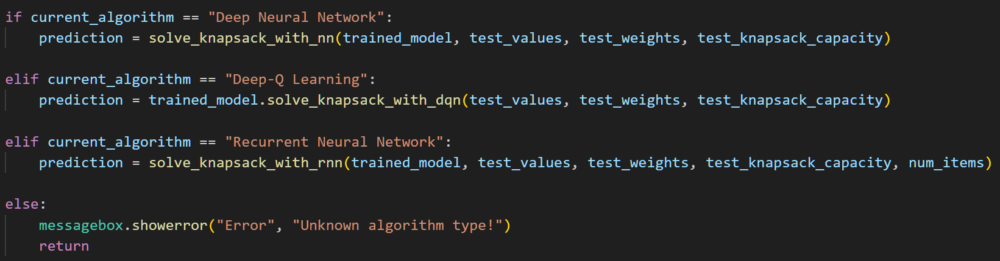 if current_algorithm == "Deep Neural Network":
    prediction = solve_knapsack_with_nn(trained_model, test_values, test_weights, test_knapsack_capacity)
elif current_algorithm == "Deep-Q Learning":
    prediction = trained_model.solve_knapsack_with_dqn(test_values, test_weights, test_knapsack_capacity)
elif current_algorithm == "Recurrent Neural Network":
    prediction = solve_knapsack_with_rnn(trained_model, test_values, test_weights, test_knapsack_capacity, num_items)
else:
    messagebox.showerror("Error", "Unknown algorithm type!")
    return